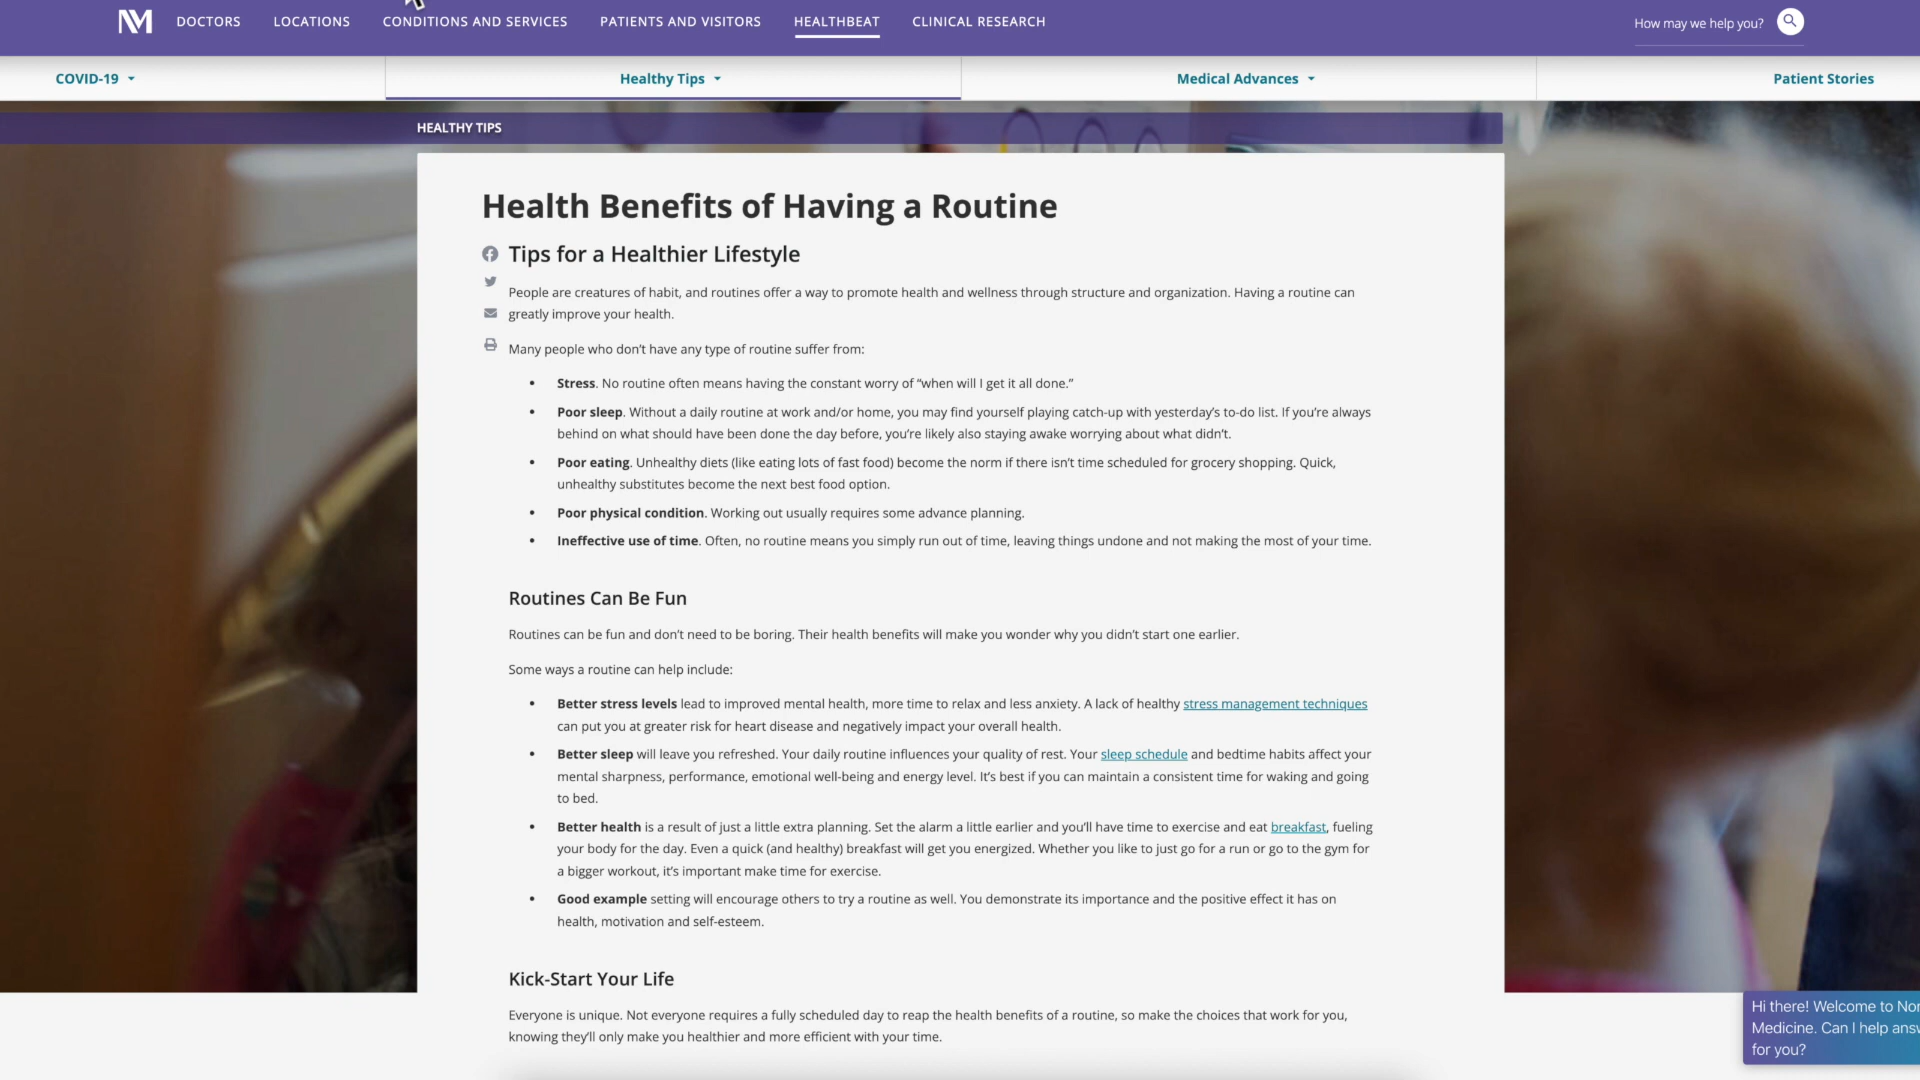 NM DOCTORS LOCATIONS CONDITIONS AND SERVICES PATIENTS AND VISITORS HEALTHBEAT CLINICAL RESEARCH How may we help you?
COVID-19 Healthy Tips Medical Advances Patient Stories
HEALTHY TIPS
Health Benefits of Having a Routine
Tips for a Healthier Lifestyle
People are creatures of habit, and routines offer a way to promote health and wellness through structure and organization. Having a routine can
greatly improve your health.
Many people who don’t have any type of routine suffer from:
• Stress. No routine often means having the constant worry of “when will I get it all done.”
• Poor sleep. Without a daily routine at work and/or home, you may find yourself playing catch-up with yesterday’s to-do list. If you’re always
behind on what should have been done the day before, you’re likely also staying awake worrying about what didn’t.
• Poor eating. Unhealthy diets (like eating lots of fast food) become the norm if there isn’t time scheduled for grocery shopping. Quick,
unhealthy substitutes become the next best food option.
• Poor physical condition. Working out usually requires some advance planning.
• Ineffective use of time. Often, no routine means you simply run out of time, leaving things undone and not making the most of your time.
Routines Can Be Fun
Routines can be fun and don’t need to be boring. Their health benefits will make you wonder why you didn’t start one earlier.
Some ways a routine can help include:
• Better stress levels lead to improved mental health, more time to relax and less anxiety. A lack of healthy stress management techniques
can put you at greater risk for heart disease and negatively impact your overall health.
• Better sleep will leave you refreshed. Your daily routine influences your quality of rest. Your sleep schedule and bedtime habits affect your
mental sharpness, performance, emotional well-being and energy level. It’s best if you can maintain a consistent time for waking and going
to bed.
• Better health is a result of just a little extra planning. Set the alarm a little earlier and you’ll have time to exercise and eat breakfast, fueling
your body for the day. Even a quick (and healthy) breakfast will get you energized. Whether you like to just go for a run or go to the gym for
a bigger workout, it’s important make time for exercise.
• Good example setting will encourage others to try a routine as well. You demonstrate its importance and the positive effect it has on
health, motivation and self-esteem.
Kick-Start Your Life
Everyone is unique. Not everyone requires a fully scheduled day to reap the health benefits of a routine, so make the choices that work for you,
knowing they’ll only make you healthier and more efficient with your time.
Hi there! Welcome to
Medicine. Can I help
for you?